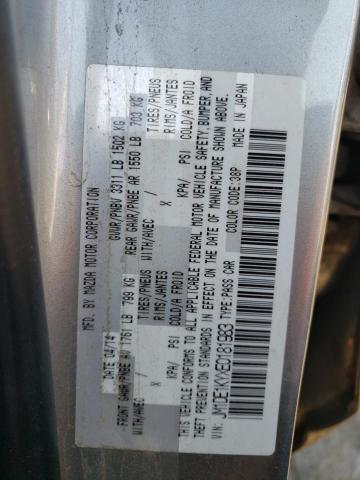 MFD. BY MAZDA MOTOR CORPORATION
DATE 04/14 GVWR/PNBV 3311 LB 1502 KG
FRONT GAWR/PNBE AV 1761 LB 799 KG REAR GAWR/PNBE AR 1550 LB 703 KG
WITH/AVEC TIRES/PNEUS WITH/AVEC TIRES/PNEUS
X RIMS/JANTES X RIMS/JANTES
KPA/ PSI COLD/A FROID KPA/ PSI COLD/A FROID
THIS VEHICLE CONFORMS TO ALL APPLICABLE FEDERAL MOTOR VEHICLE SAFETY, BUMPER, AND
THEFT PREVENTION STANDARDS IN EFFECT ON THE DATE OF MANUFACTURE SHOWN ABOVE.
COLOR CODE: 38P MADE IN JAPAN
VIN: TYPE: PASS CAR